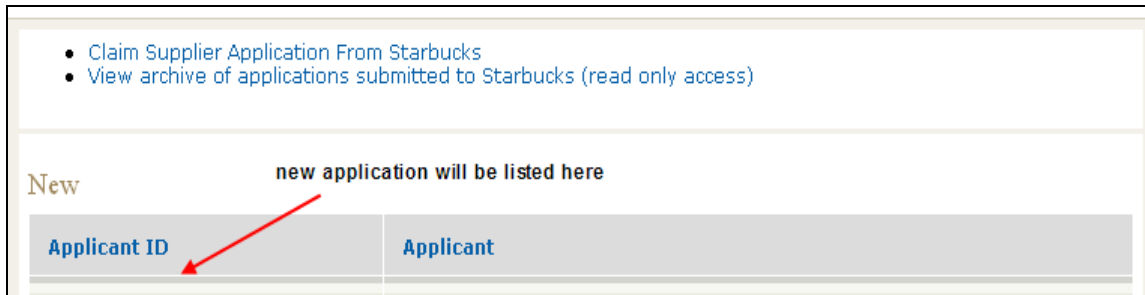 Claim Supplier Application From Starbucks
View archive of applications submitted to Starbucks (read only access)
new application will be listed here
New
Applicant ID Applicant